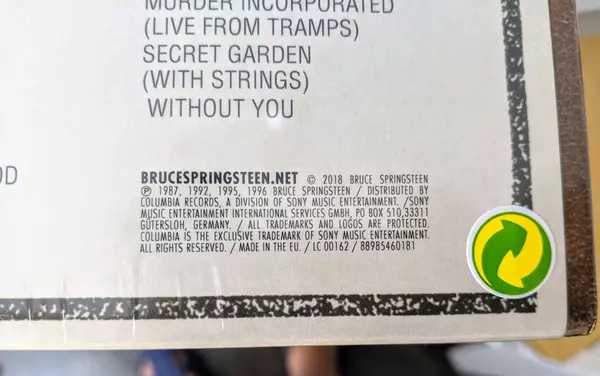 MURDER INCORPORATED
(LIVE FROM TRAMPS)
SECRET GARDEN
(WITH STRINGS)
WITHOUT YOU
OD
BRUCESPRINGSTEEN.NET © 2018 BRUCE SPRINGSTEEN
℗ 1987, 1992, 1995, 1996 BRUCE SPRINGSTEEN / DISTRIBUTED BY
COLUMBIA RECORDS, A DIVISION OF SONY MUSIC ENTERTAINMENT. /SONY
MUSIC ENTERTAINMENT INTERNATIONAL SERVICES GMBH, PO BOX 510,33311
GÜTERSLOH, GERMANY. / ALL TRADEMARKS AND LOGOS ARE PROTECTED.
COLUMBIA IS THE EXCLUSIVE TRADEMARK OF SONY MUSIC ENTERTAINMENT.
ALL RIGHTS RESERVED. / MADE IN THE EU. / LC 00162 / 88985460181